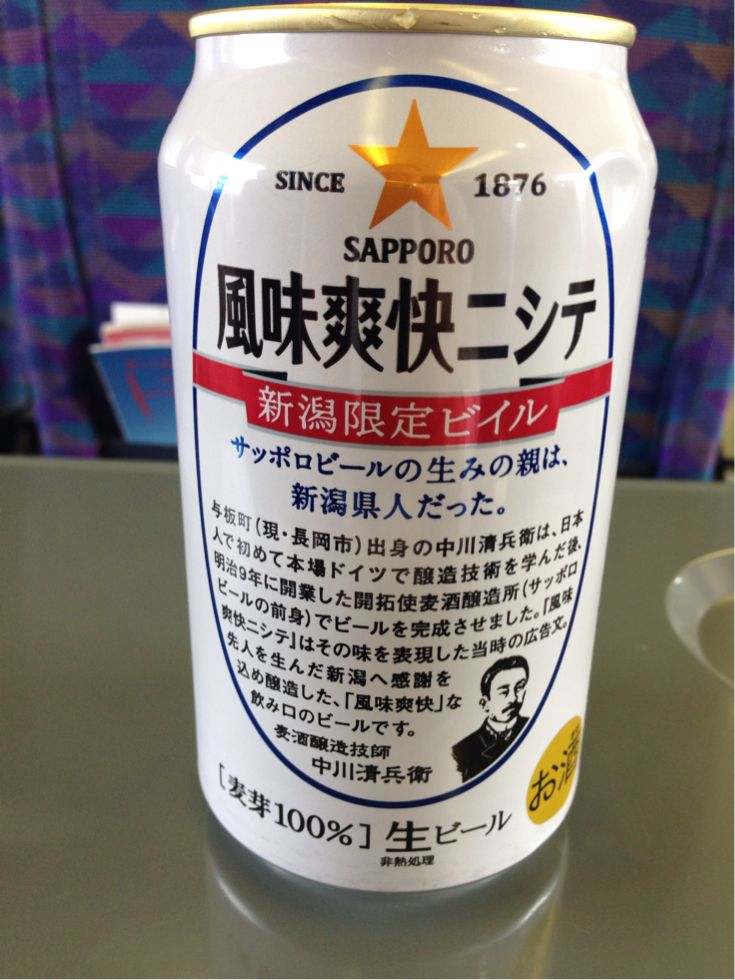 SINCE 1876
SAPPORO
風味爽快ニシテ
新潟限定ビイル
サッポロビールの生みの親は、
新潟県人だった。
与板町(現・長岡市)出身の中川清兵衛は、日本
人で初めて本場ドイツで醸造技術を学んだ後、
明治9年に開業した開拓使麦酒醸造所(サッポロ
ビールの前身)でビールを完成させました。「風味
爽快ニシテ」はその味を表現した当時の広告文。
先人を生んだ新潟へ感謝を
込め醸造した、「風味爽快」な
飲み口のビールです。
麦酒醸造技師
中川清兵衛
お酒
[麦芽100%]生ビール
非熱処理